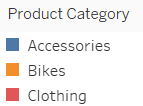 Product Category
Accessories
Bikes
Clothing